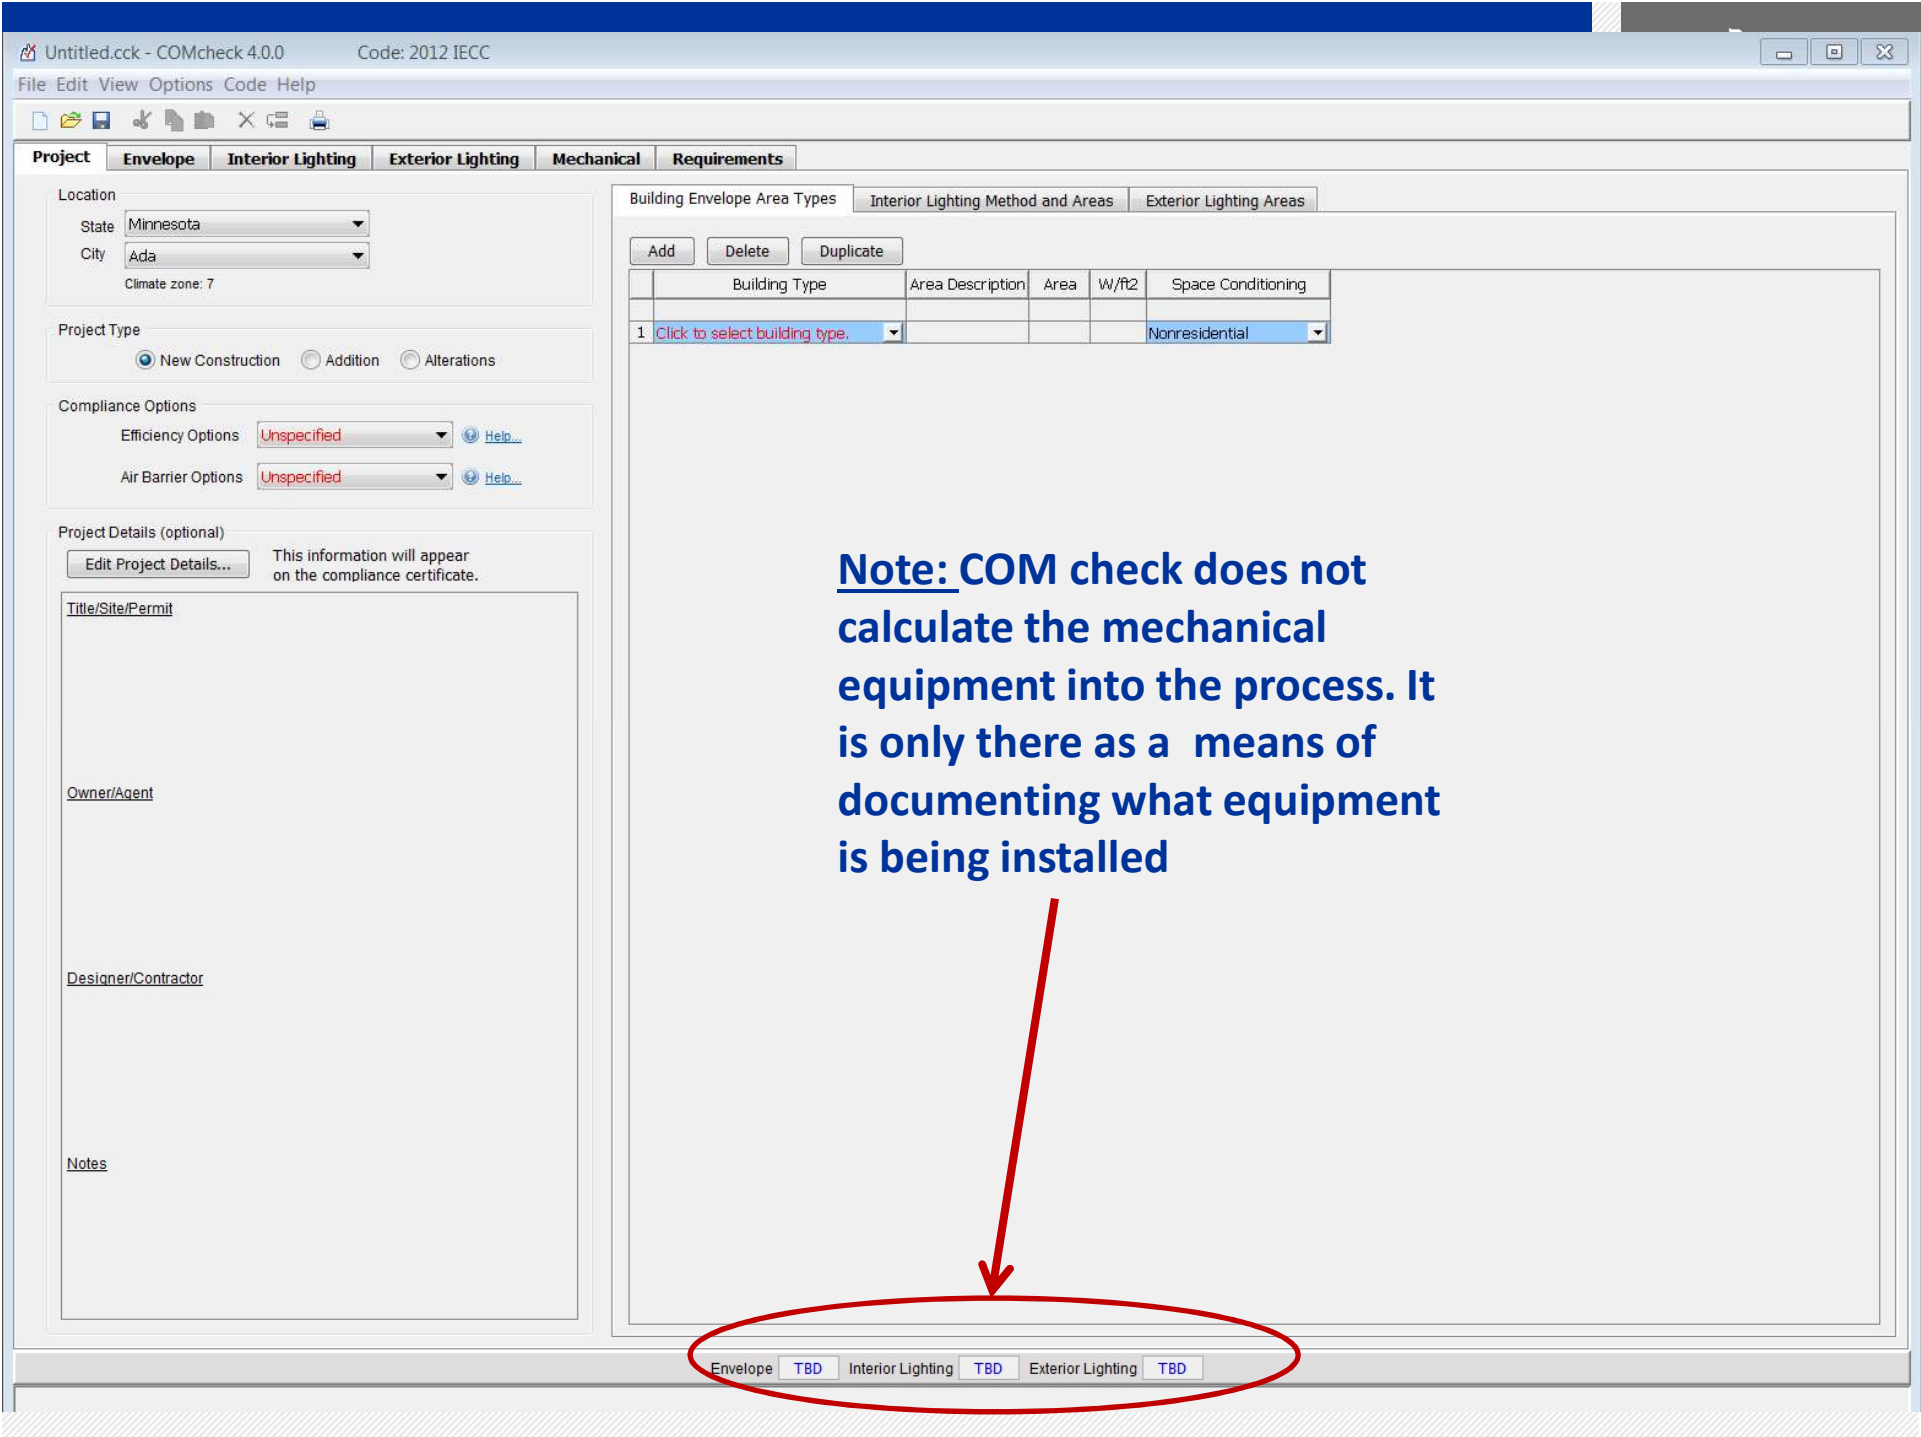 Untitled.cck - COMcheck 4.0.0 Code: 2012 IECC
File Edit View Options Code Help
Project Envelope Interior Lighting Exterior Lighting Mechanical Requirements
Location
State Minnesota
City Ada
Climate zone: 7
Project Type
New Construction Addition Alterations
Compliance Options
Efficiency Options Unspecified Help...
Air Barrier Options Unspecified Help...
Project Details (optional)
Edit Project Details... This information will appear
on the compliance certificate.
Title/Site/Permit
Owner/Agent
Designer/Contractor
Notes
Building Envelope Area Types Interior Lighting Method and Areas Exterior Lighting Areas
Add Delete Duplicate
Building Type Area Description Area W/ft2 Space Conditioning
1 Click to select building type. Nonresidential
Note: COM check does not
calculate the mechanical
equipment into the process. It
is only there as a means of
documenting what equipment
is being installed
Envelope TBD Interior Lighting TBD Exterior Lighting TBD